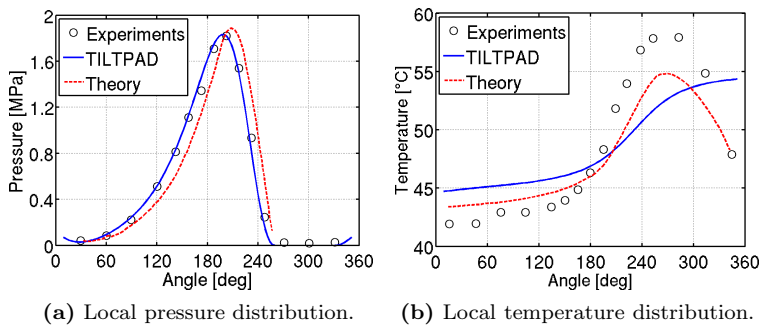 2
1.6
1.2
0.8
0.4
0
Pressure [MPa]
Experiments
TILTPAD
Theory
0 60 120 180 240 300 360
Angle [deg]
(a) Local pressure distribution.
60
55
50
45
40
Temperature [°C]
Experiments
TILTPAD
Theory
0 60 120 180 240 300 360
Angle [deg]
(b) Local temperature distribution.